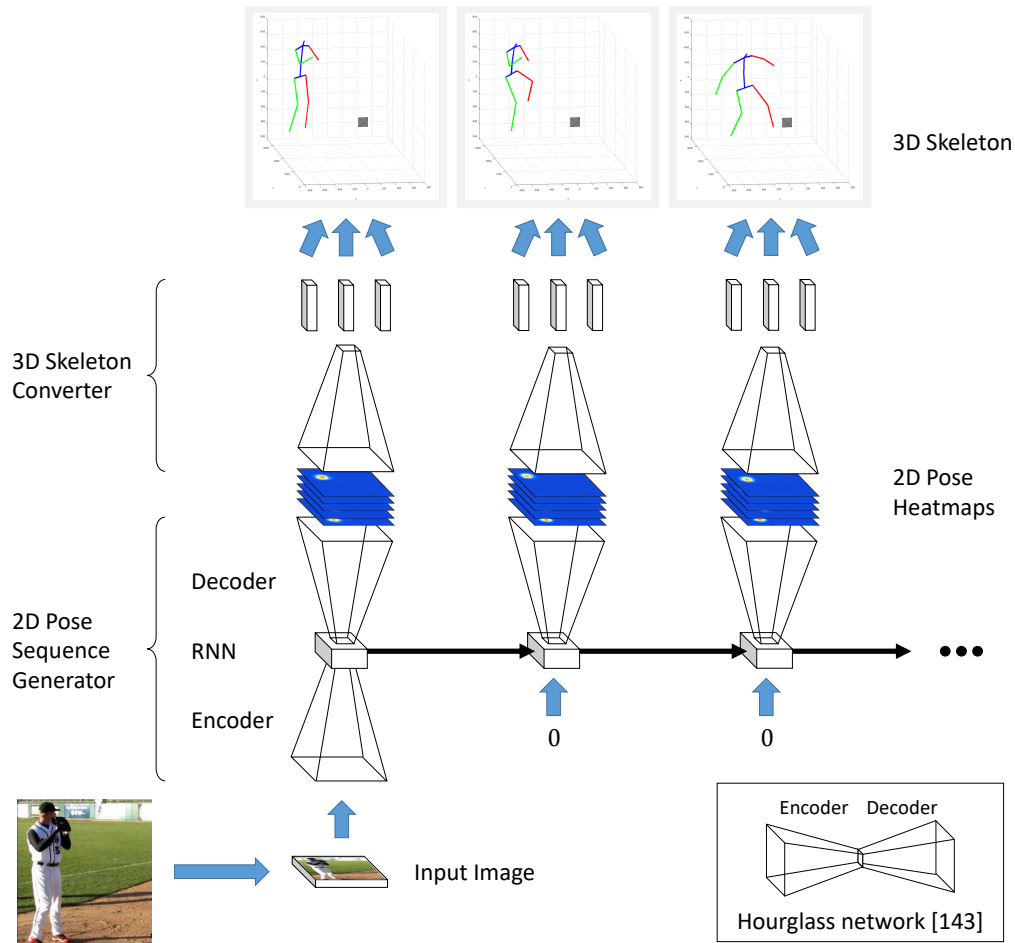 3D Skeleton
3D Skeleton
Converter
2D Pose
Heatmaps
Decoder
2D Pose
Sequence
Generator
RNN
Encoder
0
0
Input Image
Encoder
Decoder
Hourglass network [143]